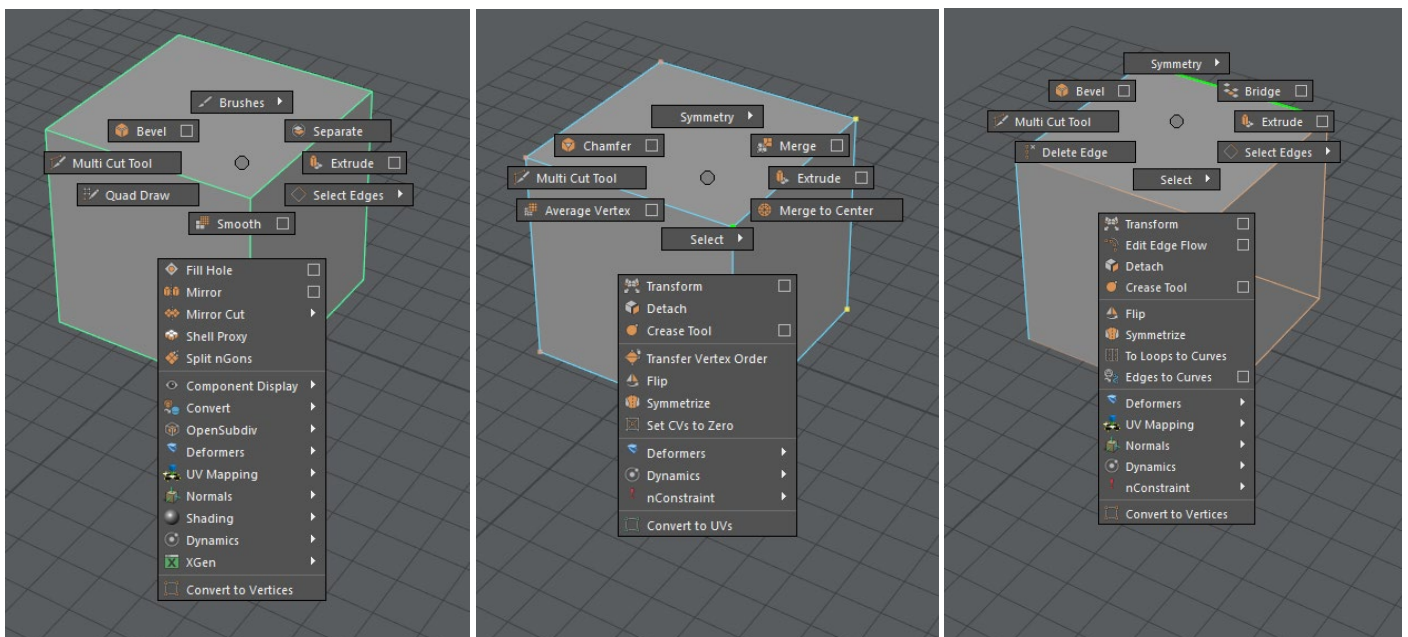 Brushes
Bevel
Separate
Multi Cut Tool
Extrude
Quad Draw
Select Edges
Smooth
Fill Hole
Mirror
Mirror Cut
Shell Proxy
Split nGons
Component Display
Convert
OpenSubdiv
Deformers
UV Mapping
Normals
Shading
Dynamics
XGen
Convert to Vertices
Symmetry
Chamfer
Merge
Multi Cut Tool
Extrude
Average Vertex
Merge to Center
Select
Transform
Detach
Crease Tool
Transfer Vertex Order
Flip
Symmetrize
Set CVs to Zero
Deformers
Dynamics
nConstraint
Convert to UVs
Symmetry
Bevel
Bridge
Multi Cut Tool
Extrude
Delete Edge
Select Edges
Select
Transform
Edit Edge Flow
Detach
Crease Tool
Flip
Symmetrize
To Loops to Curves
Edges to Curves
Deformers
UV Mapping
Normals
Dynamics
nConstraint
Convert to Vertices